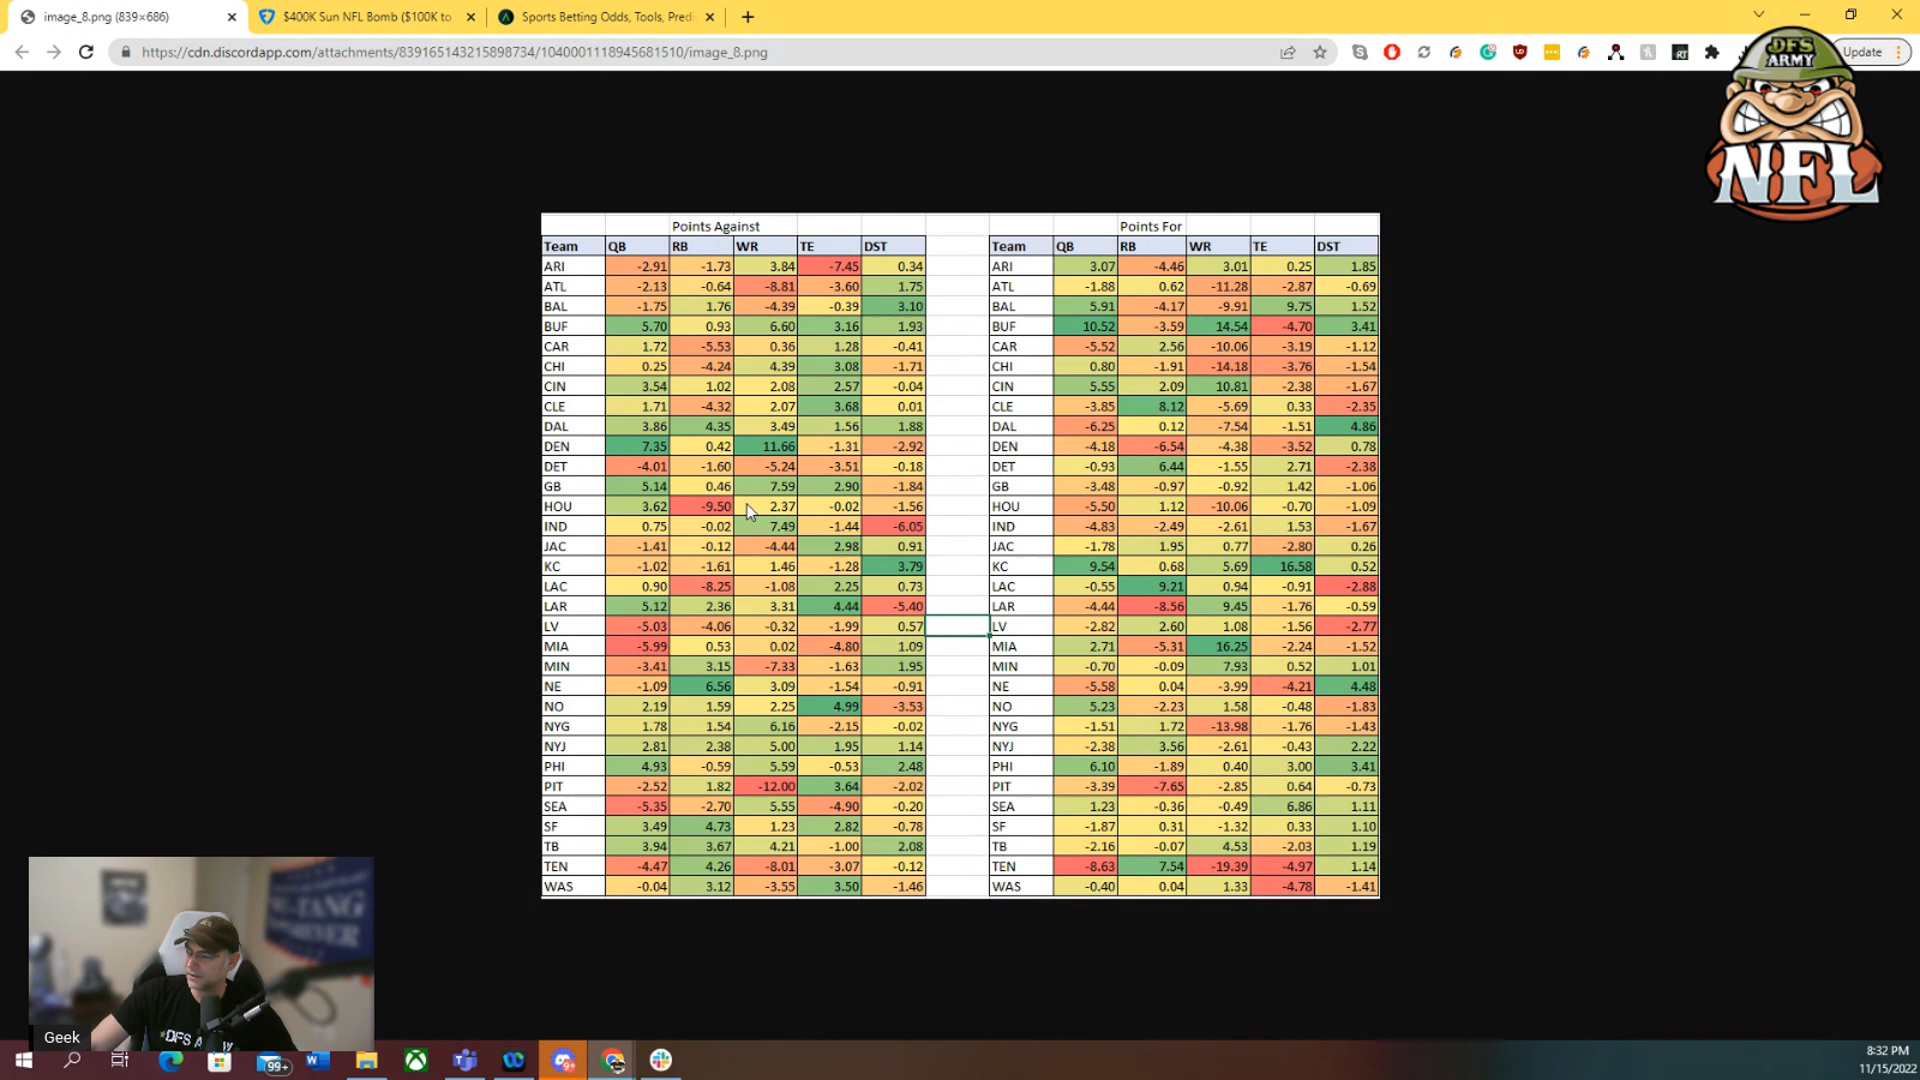 image_8.png (839×686)
$400K Sun NFL Bomb ($100K to
Sports Betting Odds, Tools, Predi
https://cdn.discordapp.com/attachments/839165143215898734/1040001118945681510/image_8.png
Update
DFS
ARMY
NFL
Points Against Points For
Team QB RB WR TE DST Team QB RB WR TE DST
ARI -2.91 -1.73 3.84 -7.45 0.34 ARI 3.07 -4.46 3.01 0.25 1.85
ATL -2.13 -0.64 -8.81 -3.60 1.75 ATL -1.88 0.62 -11.28 -2.87 -0.69
BAL -1.75 1.76 -4.39 -0.39 3.10 BAL 5.91 -4.17 -9.91 9.75 1.52
BUF 5.70 0.93 6.60 3.16 1.93 BUF 10.52 -3.59 14.54 -4.70 3.41
CAR 1.72 -5.53 0.36 1.28 -0.41 CAR -5.52 2.56 -10.06 -3.19 -1.12
CHI 0.25 -4.24 4.39 3.08 -1.71 CHI 0.80 -1.91 -14.18 -3.76 -1.54
CIN 3.54 1.02 2.08 2.57 -0.04 CIN 5.55 2.09 10.81 -2.38 -1.67
CLE 1.71 -4.32 2.07 3.68 0.01 CLE -3.85 8.12 -5.69 0.33 -2.35
DAL 3.86 4.35 3.49 1.56 1.88 DAL -6.25 0.12 -7.54 -1.51 4.86
DEN 7.35 0.42 11.66 -1.31 -2.92 DEN -4.18 -6.54 -4.38 -3.52 0.78
DET -4.01 -1.60 -5.24 -3.51 -0.18 DET -0.93 6.44 -1.55 2.71 -2.38
GB 5.14 0.46 7.59 2.90 -1.84 GB -3.48 -0.97 -0.92 1.42 -1.06
HOU 3.62 -9.50 2.37 -0.02 -1.56 HOU -5.50 1.12 -10.06 -0.70 -1.09
IND 0.75 -0.02 7.49 -1.44 -6.05 IND -4.83 -2.49 -2.61 1.53 -1.67
JAC -1.41 -0.12 -4.44 2.98 0.91 JAC -1.78 1.95 0.77 -2.80 0.26
KC -1.02 -1.61 1.46 -1.28 3.79 KC 9.54 0.68 5.69 16.58 0.52
LAC 0.90 -8.25 -1.08 2.25 0.73 LAC -0.55 9.21 0.94 -0.91 -2.88
LAR 5.12 2.36 3.31 4.44 -5.40 LAR -4.44 -8.56 9.45 -1.76 -0.59
LV -5.03 -4.06 -0.32 -1.99 0.57 LV -2.82 2.60 1.08 -1.56 -2.77
MIA -5.99 0.53 0.02 -4.80 1.09 MIA 2.71 -5.31 16.25 -2.24 -1.52
MIN -3.41 3.15 -7.33 -1.63 1.95 MIN -0.70 -0.09 7.93 0.52 1.01
NE -1.09 6.56 3.09 -1.54 -0.91 NE -5.58 0.04 -3.99 -4.21 4.48
NO 2.19 1.59 2.25 4.99 -3.53 NO 5.23 -2.23 1.58 -0.48 -1.83
NYG 1.78 1.54 6.16 -2.15 -0.02 NYG -1.51 1.72 -13.98 -1.76 -1.43
NYJ 2.81 2.38 5.00 1.95 1.14 NYJ -2.38 3.56 -2.61 -0.43 2.22
PHI 4.93 -0.59 5.59 -0.53 2.48 PHI 6.10 -1.89 0.40 3.00 3.41
PIT -2.52 1.82 -12.00 3.64 -2.02 PIT -3.39 -7.65 -2.85 0.64 -0.73
SEA -5.35 -2.70 5.55 -4.90 -0.20 SEA 1.23 -0.36 -0.49 6.86 1.11
SF 3.49 4.73 1.23 2.82 -0.78 SF -1.87 0.31 -1.32 0.33 1.10
TB 3.94 3.67 4.21 -1.00 2.08 TB -2.16 -0.07 4.53 -2.03 1.19
TEN -4.47 4.26 -8.01 -3.07 -0.12 TEN -8.63 7.54 -19.39 -4.97 1.14
WAS -0.04 3.12 -3.55 3.50 -1.46 WAS -0.40 0.04 1.33 -4.78 -1.41
Geek
99+
9+
8:32 PM
11/15/2022